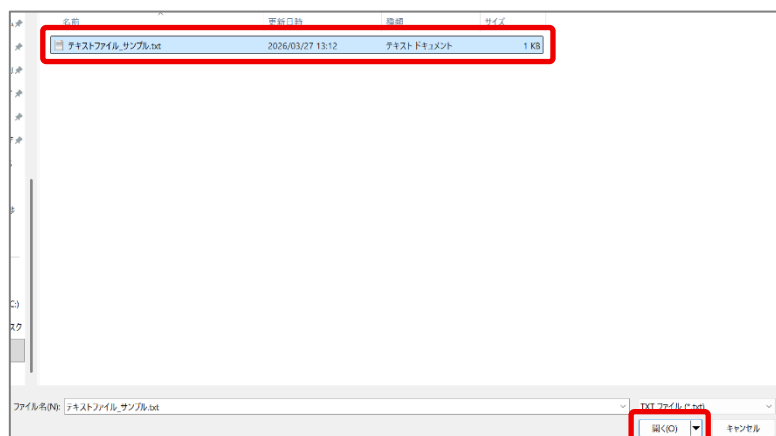 名前 更新日時 種類 サイズ
テキストファイル_サンプル.txt 2026/03/27 13:12 テキスト ドキュメント 1 KB
C:)
スク
ファイル名(N): テキストファイル_サンプル.txt TXT ファイル (*.txt)
開く(O) キャンセル